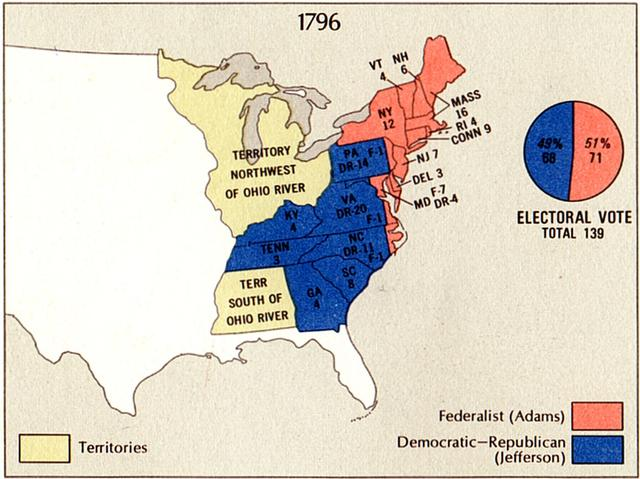 1796
VT
4
NH
6
MASS
16
RI 4
CONN 9
NY
12
PA F-1
DR-14
NJ 7
DEL 3
MD F-7
DR-4
VA
DR-20
F-1
KY
4
NC
DR-11
F-1
TENN
3
SC
8
GA
4
TERRITORY
NORTHWEST
OF OHIO RIVER
TERR
SOUTH OF
OHIO RIVER
49%
68
51%
71
ELECTORAL VOTE
TOTAL 139
Federalist (Adams)
Democratic–Republican
(Jefferson)
Territories